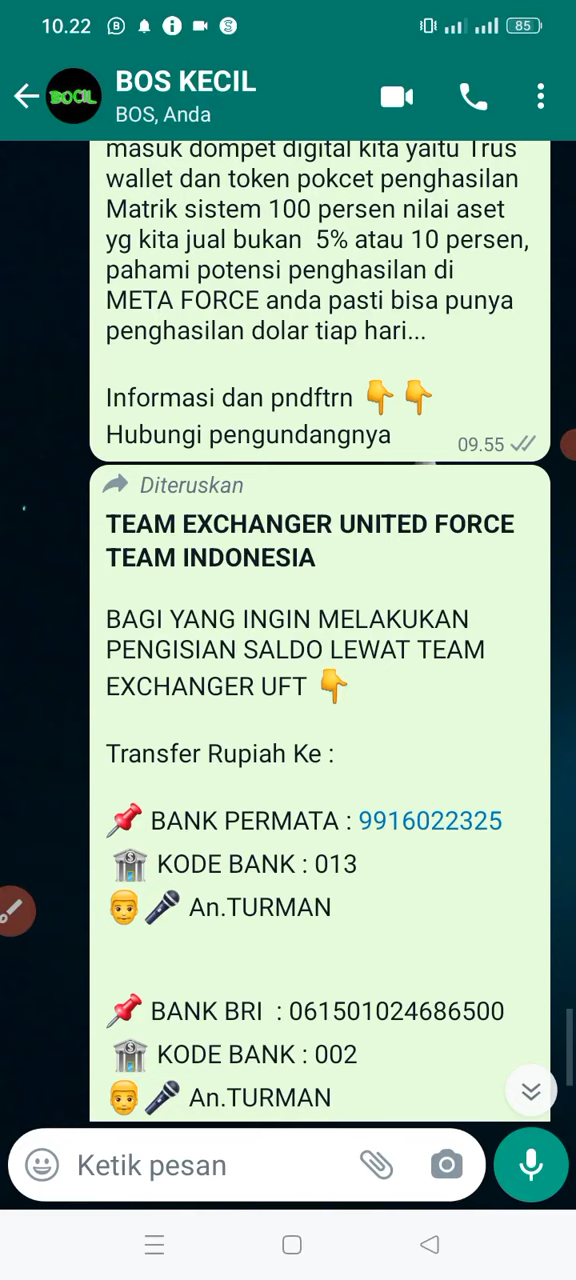 10.22
85
BOCIL
BOS KECIL
BOS, Anda
masuk dompet digital kita yaitu Trus
wallet dan token pokcet penghasilan
Matrik sistem 100 persen nilai aset
yg kita jual bukan 5% atau 10 persen,
pahami potensi penghasilan di
META FORCE anda pasti bisa punya
penghasilan dolar tiap hari...
Informasi dan pndftrn 👇👇
Hubungi pengundangnya
09.55
Diteruskan
TEAM EXCHANGER UNITED FORCE
TEAM INDONESIA
BAGI YANG INGIN MELAKUKAN
PENGISIAN SALDO LEWAT TEAM
EXCHANGER UFT 👇
Transfer Rupiah Ke :
📌 BANK PERMATA : 9916022325
🏦 KODE BANK : 013
👨‍🎤 An.TURMAN
📌 BANK BRI : 061501024686500
🏦 KODE BANK : 002
👨‍🎤 An.TURMAN
Ketik pesan